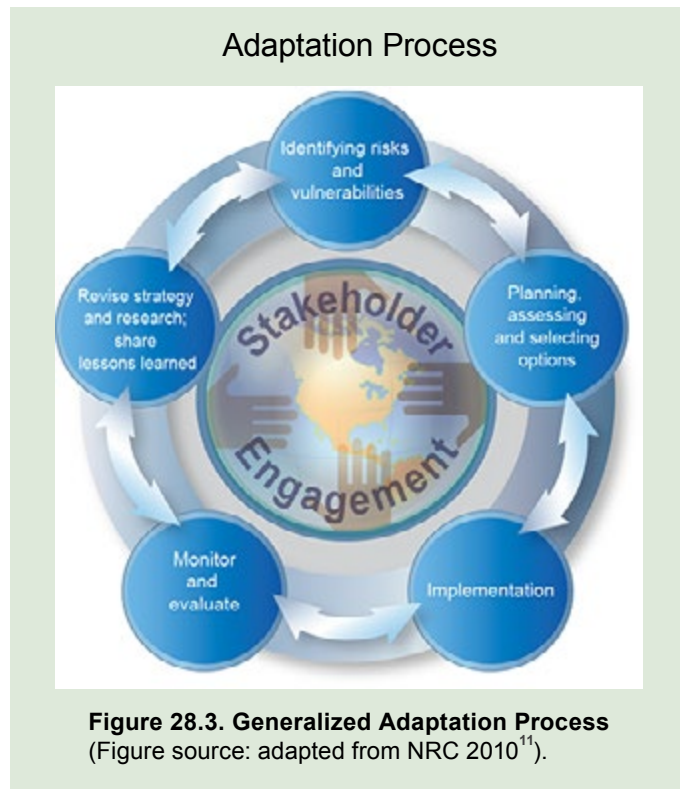 Adaptation Process
Identifying risks
and
vulnerabilities
Planning,
assessing
and selecting
options
Implementation
Monitor
and
evaluate
Revise strategy
and research;
share
lessons learned
Stakeholder
Engagement
Figure 28.3. Generalized Adaptation Process
(Figure source: adapted from NRC 2010¹¹).